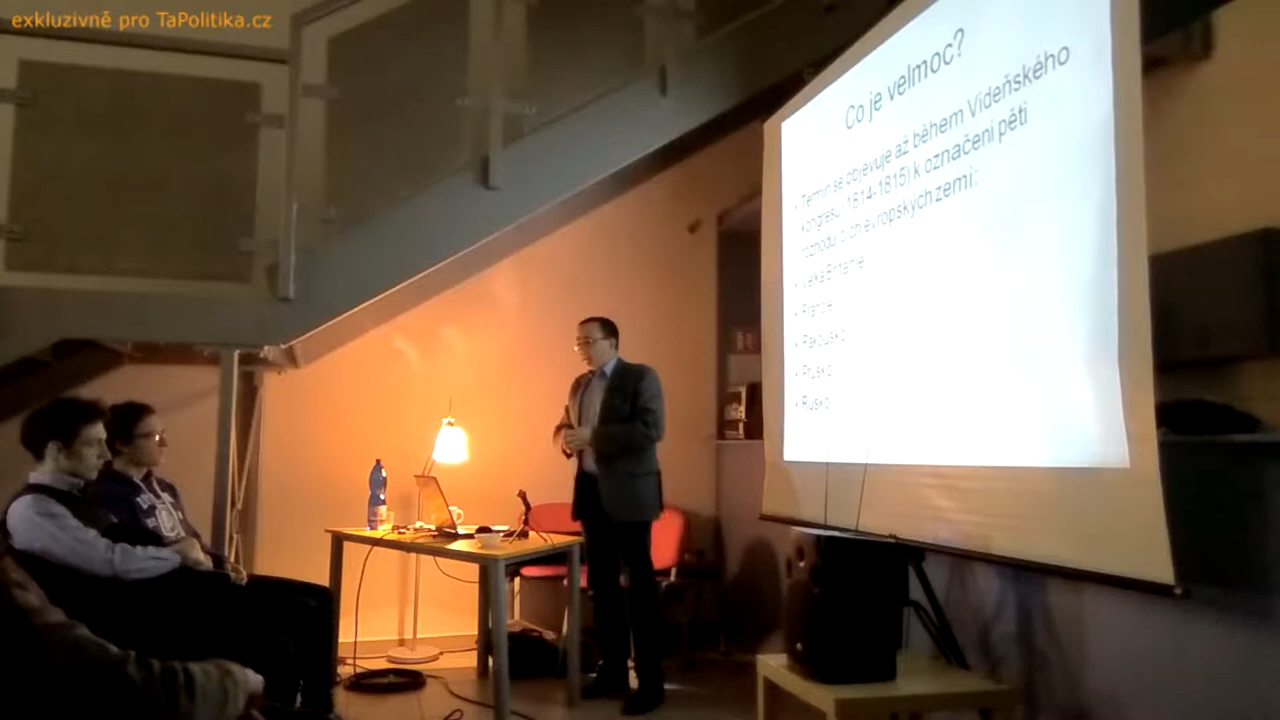 exkluzivně pro TaPolitika.cz
Co je velmoc?
• Termín se objevuje až během Vídeňského
kongresu (1814-1815) k označení pěti
rozhodujících evropských zemí:
• Velká Británie
• Francie
• Rakousko
• Prusko
• Rusko